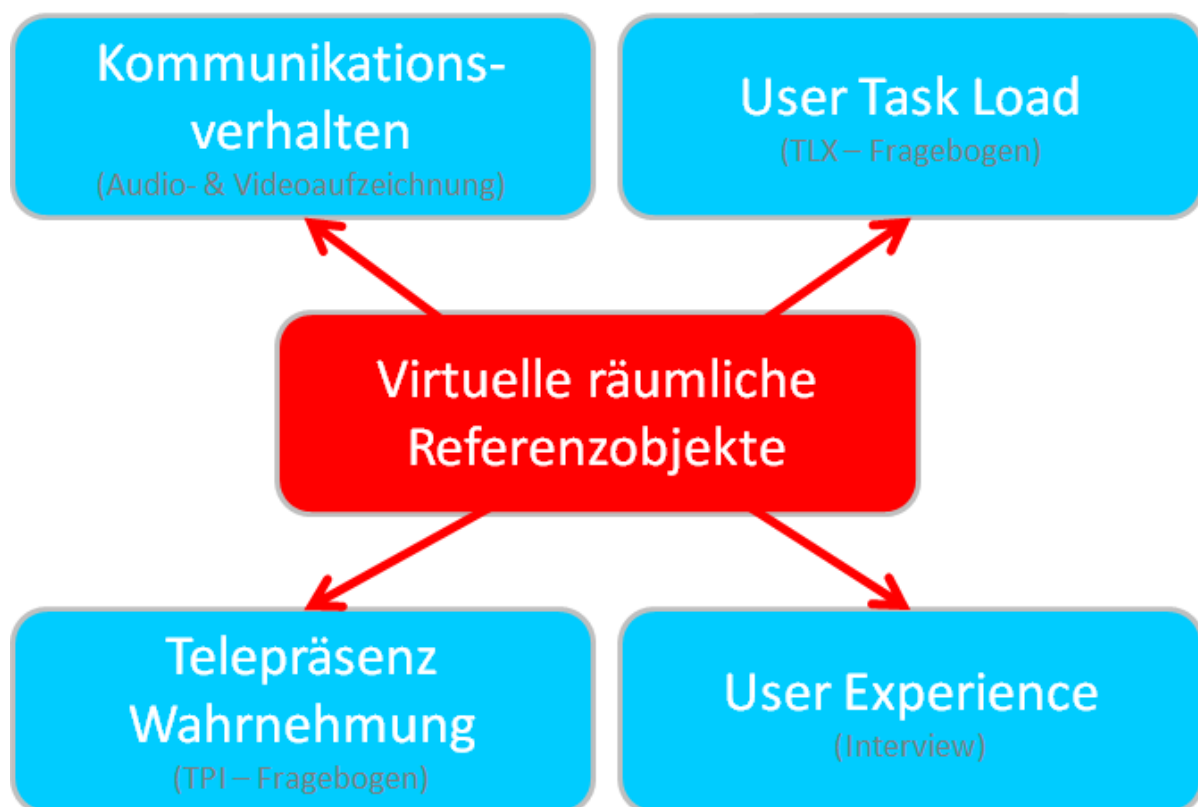 Kommunikations-
verhalten
(Audio- & Videoaufzeichnung)
User Task Load
(TLX – Fragebogen)
Virtuelle räumliche
Referenzobjekte
Telepräsenz
Wahrnehmung
(TPI – Fragebogen)
User Experience
(Interview)